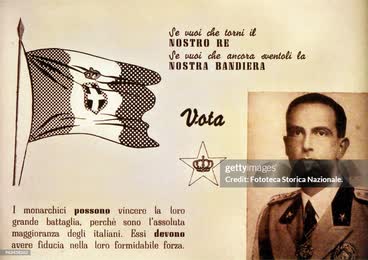 Se vuoi che torni il
NOSTRO RE
Se vuoi che ancora sventoli la
NOSTRA BANDIERA
Vota
gettyimages
Credit: Fototeca Storica Nazionale.
I monarchici possono vincere la loro
grande battaglia, perchè sono l'assoluta
maggioranza degli italiani. Essi devono
avere fiducia nella loro formidabile forza.